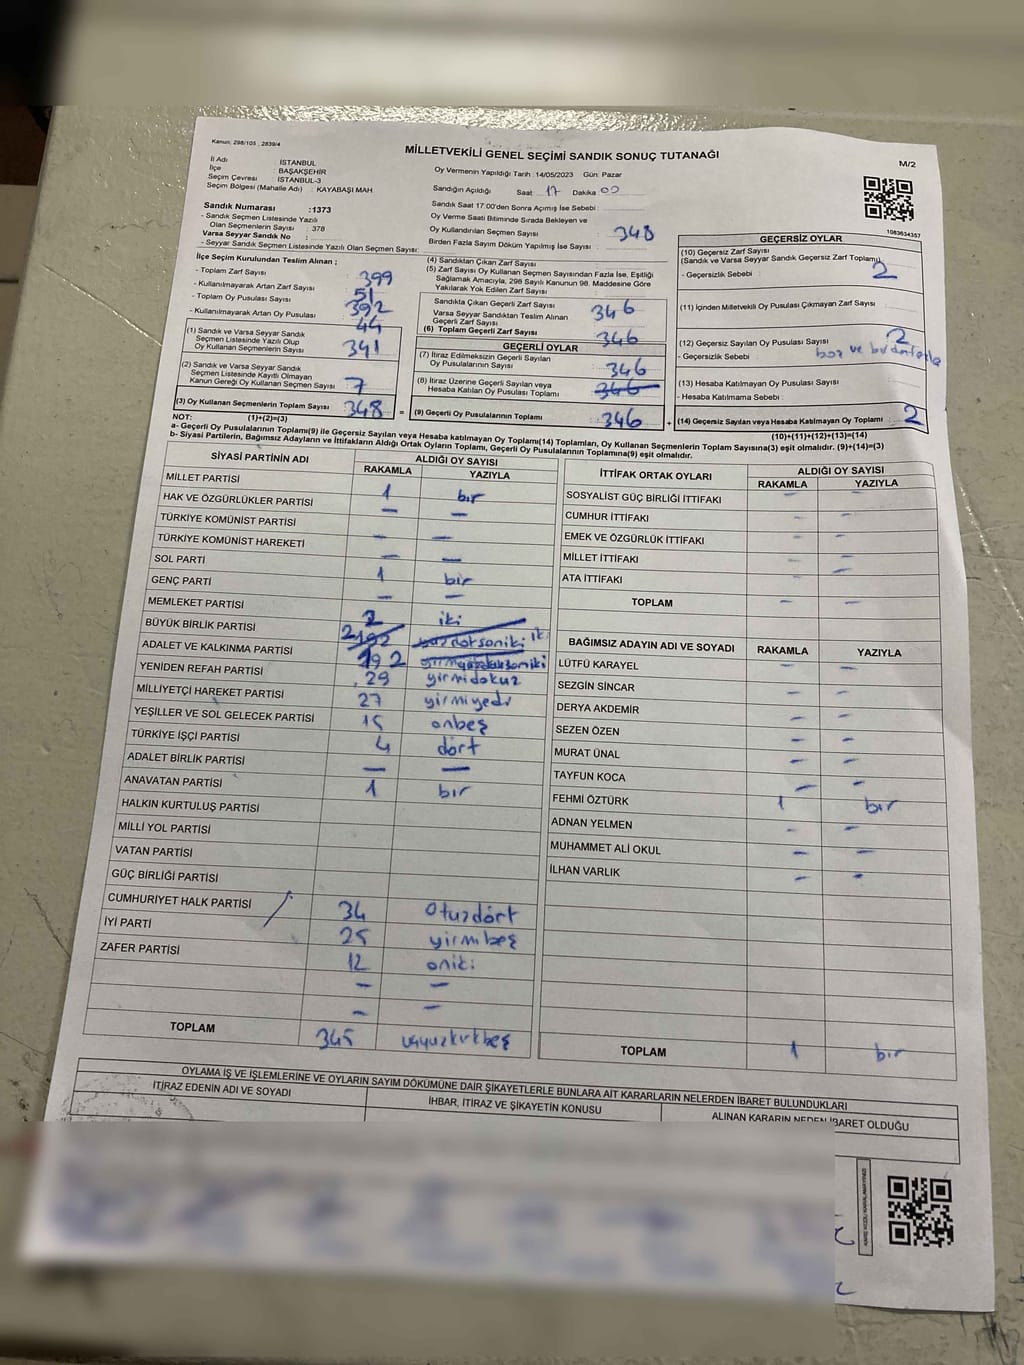 Kanun; 298/105 , 2839/4
MİLLETVEKİLİ GENEL SEÇİMİ SANDIK SONUÇ TUTANAĞI
M/2
İl Adı : İSTANBUL
İlçe : BAŞAKŞEHİR
Seçim Çevresi : İSTANBUL-3
Seçim Bölgesi (Mahalle Adı) : KAYABAŞI MAH.
Oy Vermenin Yapıldığı Tarih : 14/05/2023 Gün: Pazar
Sandığın Açıldığı Saat 17 Dakika 00
Sandık Saat 17.00'den Sonra Açılmış İse Sebebi :
Oy Verme Saati Bitiminde Sırada Bekleyen ve
Oy Kullandırılan Seçmen Sayısı : 348
Birden Fazla Sayım Döküm Yapılmış İse Sayısı :
1083634357
Sandık Numarası :1373
- Sandık Seçmen Listesinde Yazılı
Olan Seçmenlerin Sayısı : 378
Varsa Seyyar Sandık No :
- Seyyar Sandık Seçmen Listesinde Yazılı Olan Seçmen Sayısı:
İlçe Seçim Kurulundan Teslim Alınan ;
- Toplam Zarf Sayısı : 399
- Kullanılmayarak Artan Zarf Sayısı : 51
- Toplam Oy Pusulası Sayısı : 392
- Kullanılmayarak Artan Oy Pusulası : 44
(1) Sandık ve Varsa Seyyar Sandık
Seçmen Listesinde Yazılı Olup
Oy Kullanan Seçmenlerin Sayısı : 341
(2) Sandık ve Varsa Seyyar Sandık
Seçmen Listesinde Kayıtlı Olmayan
Kanun Gereği Oy Kullanan Seçmen Sayısı : 7
(3) Oy Kullanan Seçmenlerin Toplam Sayısı : 348
(1)+(2)=(3)
(4) Sandıktan Çıkan Zarf Sayısı :
(5) Zarf Sayısı Oy Kullanan Seçmen Sayısından Fazla İse, Eşitliği
Sağlamak Amacıyla, 298 Sayılı Kanunun 98. Maddesine Göre
Yakılarak Yok Edilen Zarf Sayısı :
Sandıkta Çıkan Geçerli Zarf Sayısı : 346
Varsa Seyyar Sandıktan Teslim Alınan
Geçerli Zarf Sayısı :
(6) Toplam Geçerli Zarf Sayısı : 346
GEÇERLİ OYLAR
(7) İtiraz Edilmeksizin Geçerli Sayılan
Oy Pusulalarının Sayısı : 346
(8) İtiraz Üzerine Geçerli Sayılan veya
Hesaba Katılan Oy Pusulası Toplamı : 346
= (9) Geçerli Oy Pusulalarının Toplamı : 346
GEÇERSİZ OYLAR
(10) Geçersiz Zarf Sayısı
(Sandık ve Varsa Seyyar Sandık Geçersiz Zarf Toplamı) : 2
- Geçersizlik Sebebi :
(11) İçinden Milletvekili Oy Pusulası Çıkmayan Zarf Sayısı :
(12) Geçersiz Sayılan Oy Pusulası Sayısı : 2
- Geçersizlik Sebebi : boş ve
(13) Hesaba Katılmayan Oy Pusulası Sayısı :
- Hesaba Katılmama Sebebi :
+ (14) Geçersiz Sayılan veya Hesaba Katılmayan Oy Toplamı : 2
(10)+(11)+(12)+(13)=(14)
NOT:
a- Geçerli Oy Pusulalarının Toplamı(9) ile Geçersiz Sayılan veya Hesaba katılmayan Oy Toplamı(14) Toplamları, Oy Kullanan Seçmenlerin Toplam Sayısına(3) eşit olmalıdır. (9)+(14)=(3)
b- Siyasi Partilerin, Bağımsız Adayların ve İttifakların Aldığı Ortak Oyların Toplamı, Geçerli Oy Pusulalarının Toplamına(9) eşit olmalıdır.
SİYASİ PARTİNİN ADI ALDIĞI OY SAYISI
RAKAMLA YAZIYLA
MİLLET PARTİSİ 1 bir
HAK VE ÖZGÜRLÜKLER PARTİSİ — —
TÜRKİYE KOMÜNİST PARTİSİ — —
TÜRKİYE KOMÜNİST HAREKETİ — —
SOL PARTİ 1 bir
GENÇ PARTİ — —
MEMLEKET PARTİSİ 2 iki
BÜYÜK BİRLİK PARTİSİ 2 192 iki
ADALET VE KALKINMA PARTİSİ 192
YENİDEN REFAH PARTİSİ 29 yirmidokuz
MİLLİYETÇİ HAREKET PARTİSİ 27 yirmiyedi
YEŞİLLER VE SOL GELECEK PARTİSİ 15 onbeş
TÜRKİYE İŞÇİ PARTİSİ 4 dört
ADALET BİRLİK PARTİSİ — —
ANAVATAN PARTİSİ 1 bir
HALKIN KURTULUŞ PARTİSİ
MİLLİ YOL PARTİSİ
VATAN PARTİSİ
GÜÇ BİRLİĞİ PARTİSİ
CUMHURİYET HALK PARTİSİ 34 otuzdört
İYİ PARTİ 25 yirmibeş
ZAFER PARTİSİ 12 oniki
— —
— —
TOPLAM 345 üçyüzkırkbeş
İTTİFAK ORTAK OYLARI ALDIĞI OY SAYISI
RAKAMLA YAZIYLA
SOSYALİST GÜÇ BİRLİĞİ İTTİFAKI — —
CUMHUR İTTİFAKI — —
EMEK VE ÖZGÜRLÜK İTTİFAKI — —
MİLLET İTTİFAKI — —
ATA İTTİFAKI — —
TOPLAM — —
BAĞIMSIZ ADAYIN ADI VE SOYADI RAKAMLA YAZIYLA
LÜTFÜ KARAYEL — —
SEZGİN SİNCAR — —
DERYA AKDEMİR — —
SEZEN ÖZEN — —
MURAT ÜNAL — —
TAYFUN KOCA — —
FEHMİ ÖZTÜRK 1 bir
ADNAN YELMEN — —
MUHAMMET ALİ OKUL — —
İLHAN VARLIK — —
TOPLAM 1 bir
OYLAMA İŞ VE İŞLEMLERİNE VE OYLARIN SAYIM DÖKÜMÜNE DAİR ŞİKAYETLERLE BUNLARA AİT KARARLARIN NELERDEN İBARET BULUNDUKLARI
İTİRAZ EDENİN ADI VE SOYADI
İHBAR, İTİRAZ VE ŞİKAYETİN KONUSU
ALINAN KARARIN NEDEN İBARET OLDUĞU